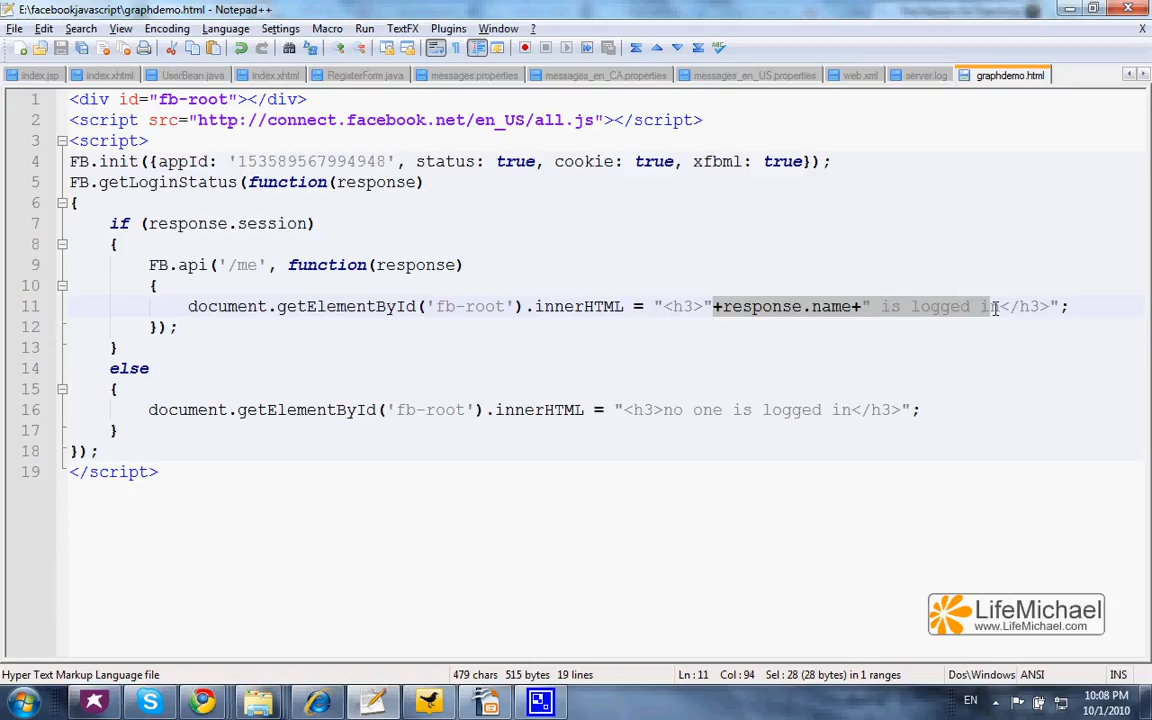 E:\facebookjavascript\graphdemo.html - Notepad++
File Edit Search View Encoding Language Settings Macro Run TextFX Plugins Window ? X
index.jsp index.xhtml UserBean.java index.xhtml RegisterForm.java messages.properties messages_en_CA.properties messages_en_US.properties web.xml server.log graphdemo.html
1 <div id="fb-root"></div>
2 <script src="http://connect.facebook.net/en_US/all.js"></script>
3 <script>
4 FB.init({appId: '153589567994948', status: true, cookie: true, xfbml: true});
5 FB.getLoginStatus(function(response)
6 {
7 if (response.session)
8 {
9 FB.api('/me', function(response)
10 {
11 document.getElementById('fb-root').innerHTML = "<h3>"+response.name+" is logged in</h3>";
12 });
13 }
14 else
15 {
16 document.getElementById('fb-root').innerHTML = "<h3>no one is logged in</h3>";
17 }
18 });
19 </script>
LifeMichael
www.LifeMichael.com
Hyper Text Markup Language file 479 chars 515 bytes 19 lines Ln : 11 Col : 94 Sel : 28 (28 bytes) in 1 ranges Dos\Windows ANSI INS
EN
10:08 PM
10/1/2010